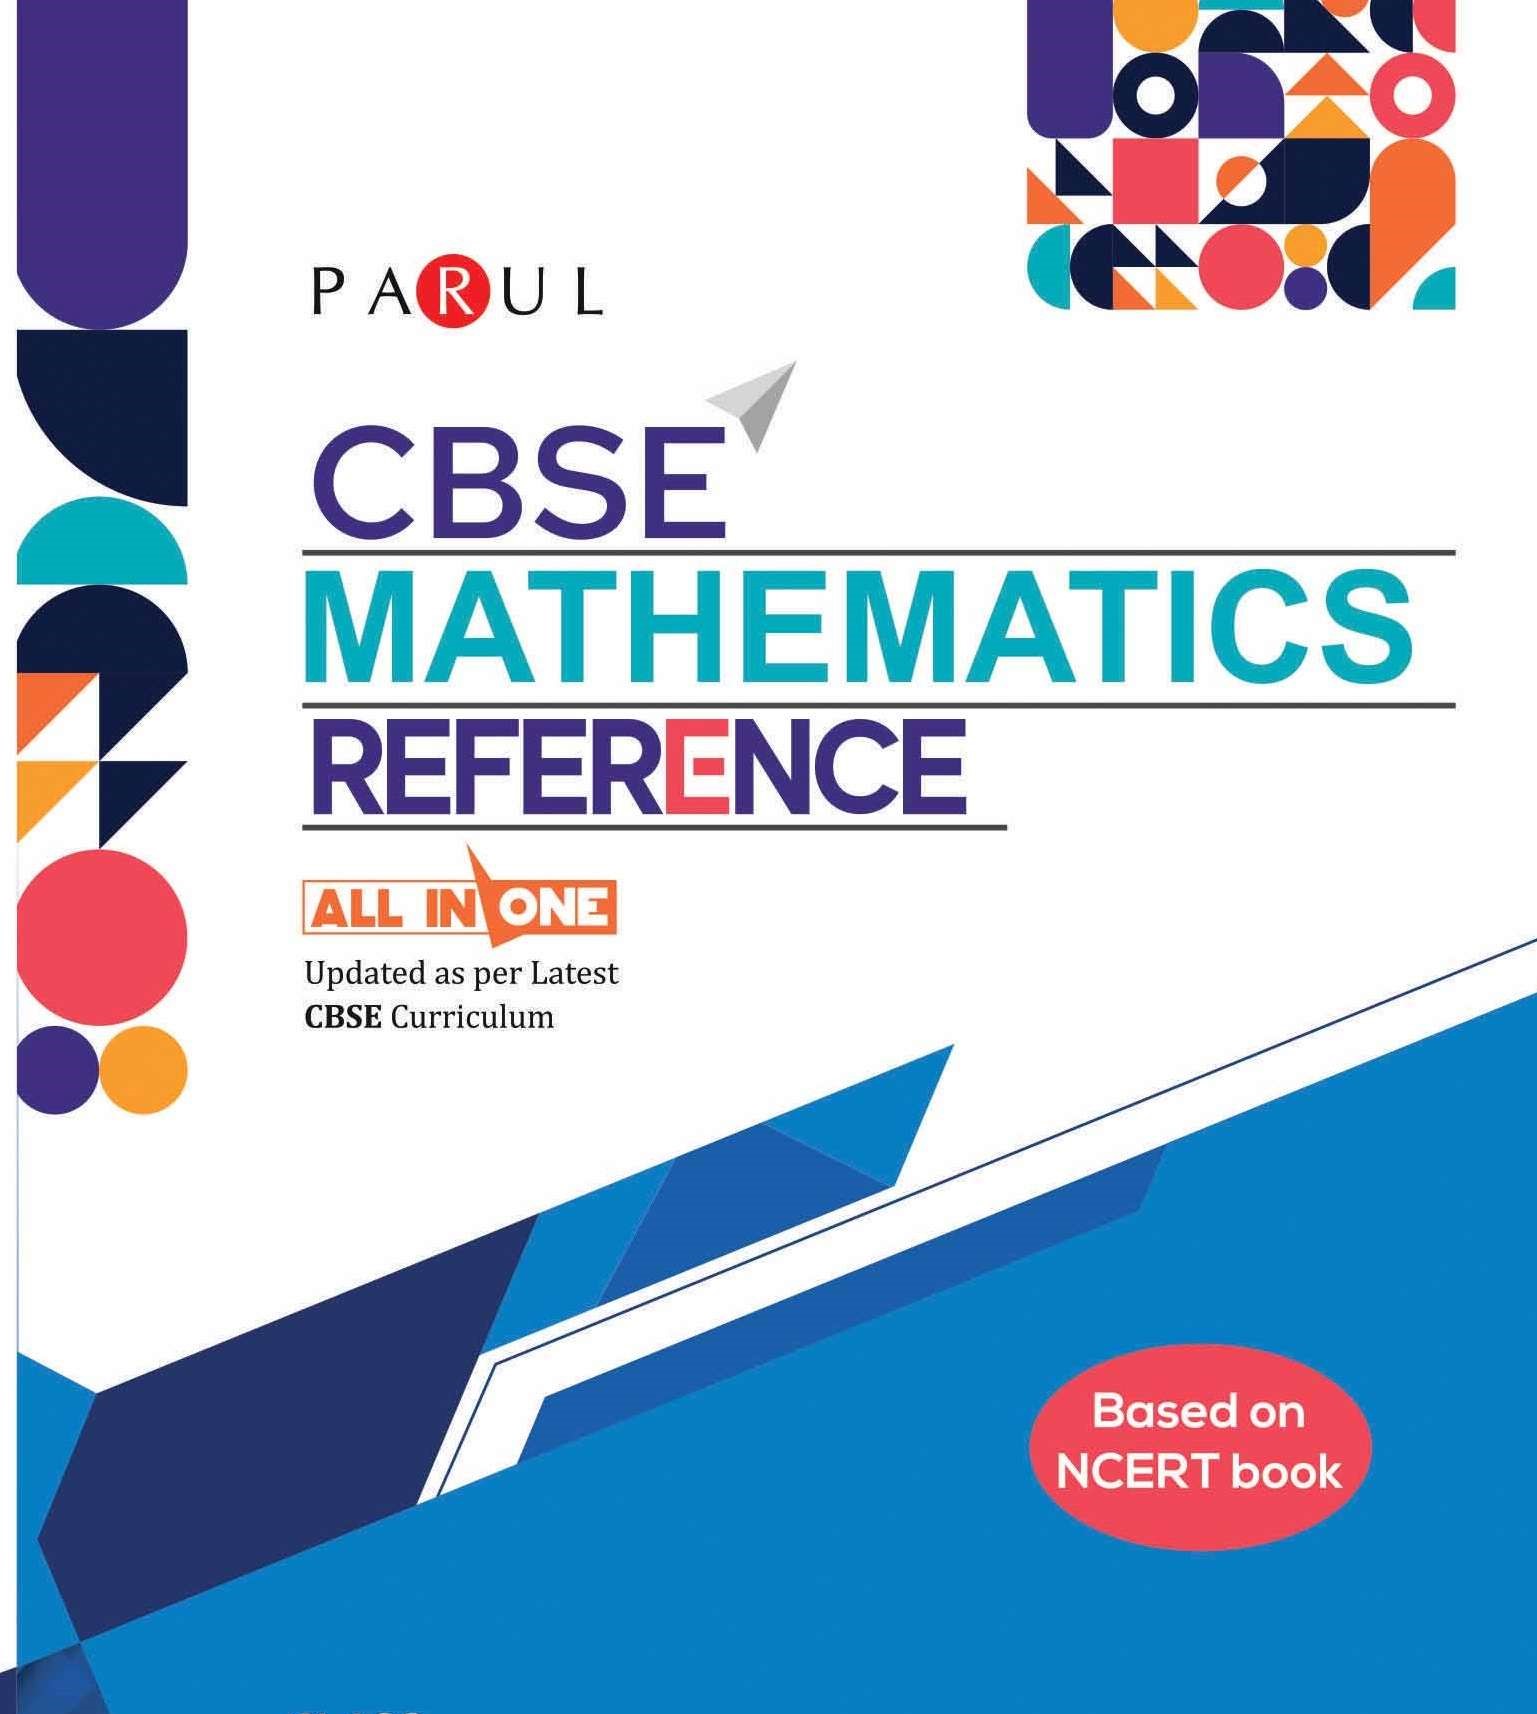 PARUL
CBSE
MATHEMATICS
REFERENCE
ALL IN ONE
Updated as per Latest
CBSE Curriculum
Based on
NCERT book